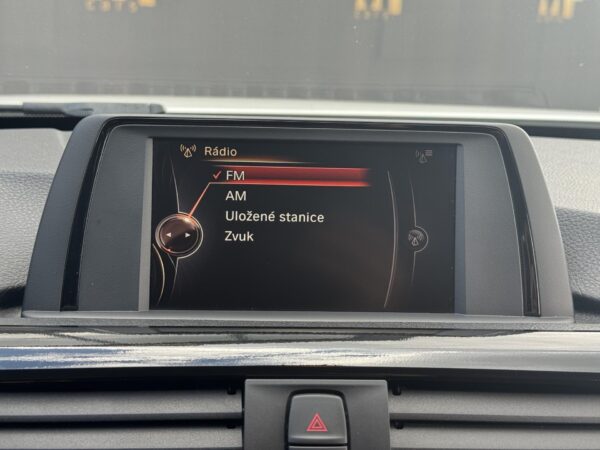 Rádio
FM
AM
Uložené stanice
Zvuk